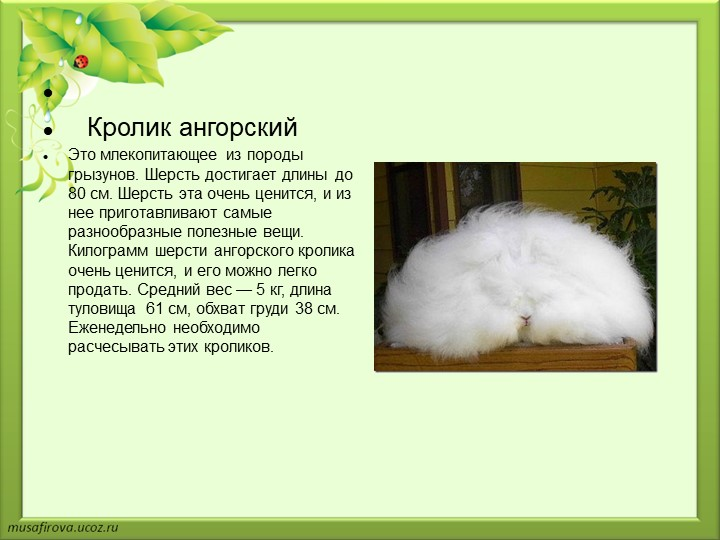 Кролик ангорский
Это млекопитающее из породы
грызунов. Шерсть достигает длины до
80 см. Шерсть эта очень ценится, и из
нее приготавливают самые
разнообразные полезные вещи.
Килограмм шерсти ангорского кролика
очень ценится, и его можно легко
продать. Средний вес — 5 кг, длина
туловища 61 см, обхват груди 38 см.
Еженедельно необходимо
расчесывать этих кроликов.
musafirova.ucoz.ru